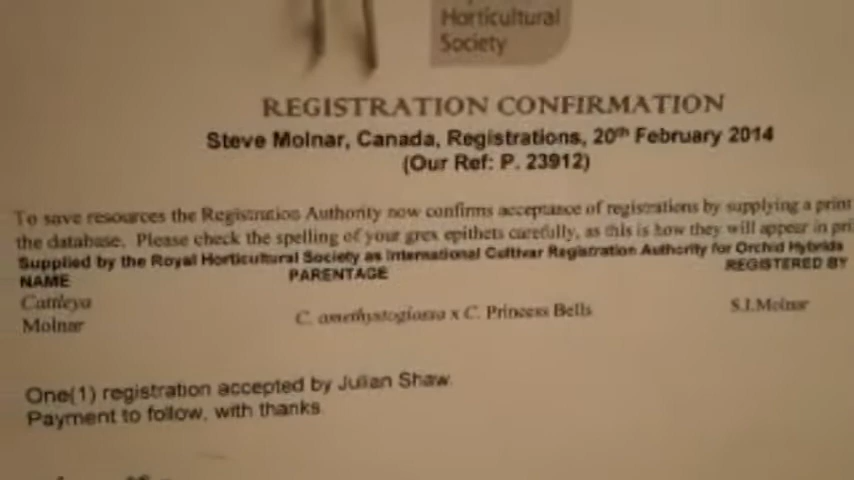 Horticultural
Society
REGISTRATION CONFIRMATION
Steve Molnar, Canada, Registrations, 20th February 2014
(Our Ref: P. 23912)
To save resources the Registration Authority now confirms acceptance of registrations by supplying a print
the database. Please check the spelling of your grex epithets carefully, as this is how they will appear in pri
Supplied by the Royal Horticultural Society as International Cultivar Registration Authority for Orchid Hybrids
NAME PARENTAGE REGISTERED BY
Cattleya
Molnar C. amethystoglossa x C. Princess Bells S.I.Molnar
One(1) registration accepted by Julian Shaw.
Payment to follow, with thanks.